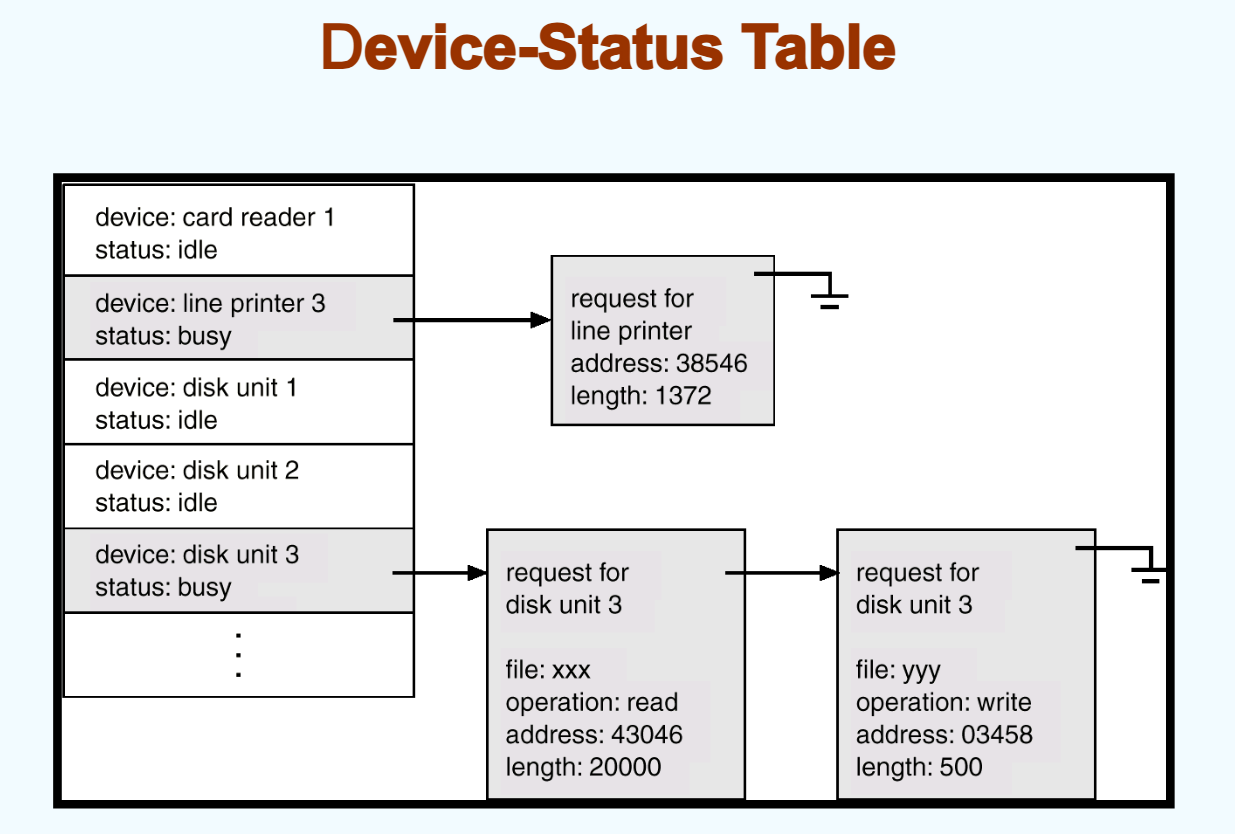 Device-Status Table
device: card reader 1
status: idle
device: line printer 3
status: busy
device: disk unit 1
status: idle
device: disk unit 2
status: idle
device: disk unit 3
status: busy
request for
line printer
address: 38546
length: 1372
request for
disk unit 3
file: xxx
operation: read
address: 43046
length: 20000
request for
disk unit 3
file: yyy
operation: write
address: 03458
length: 500